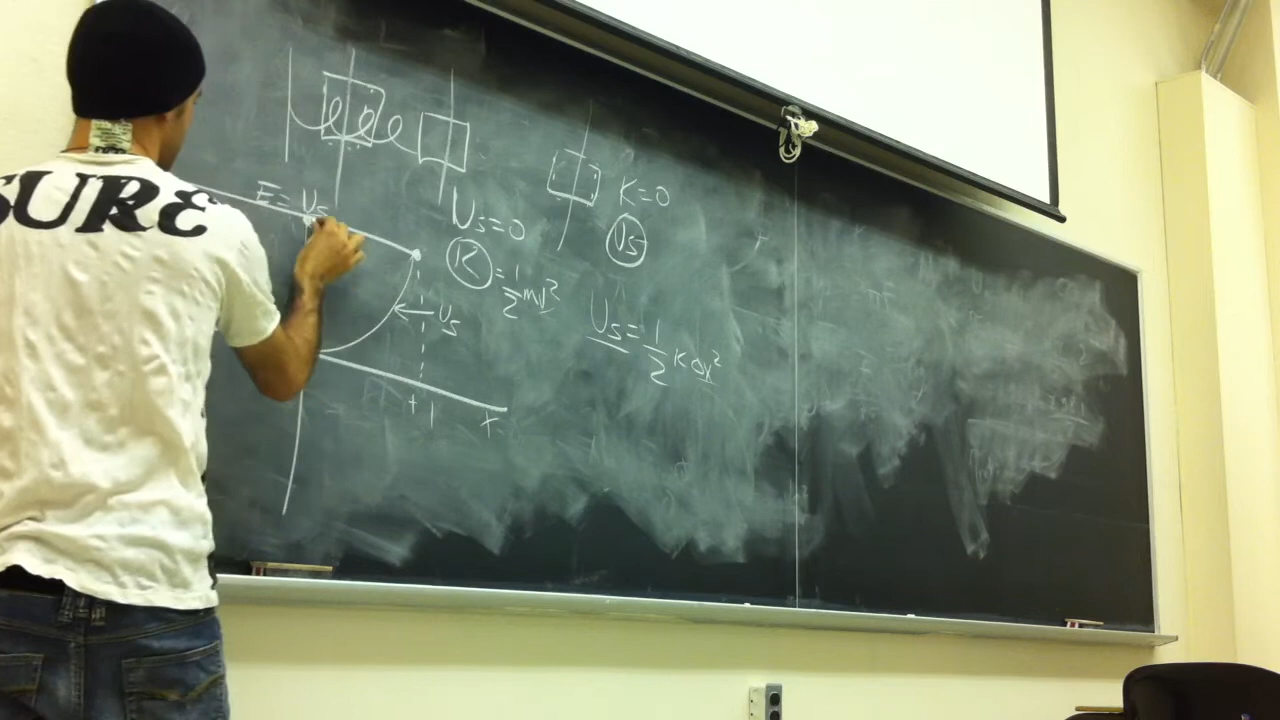 SURE
E = Us
Us=0
K = 1/2 mv²
K=0
Us
Us = 1/2 K Δx²
Us
+1
x